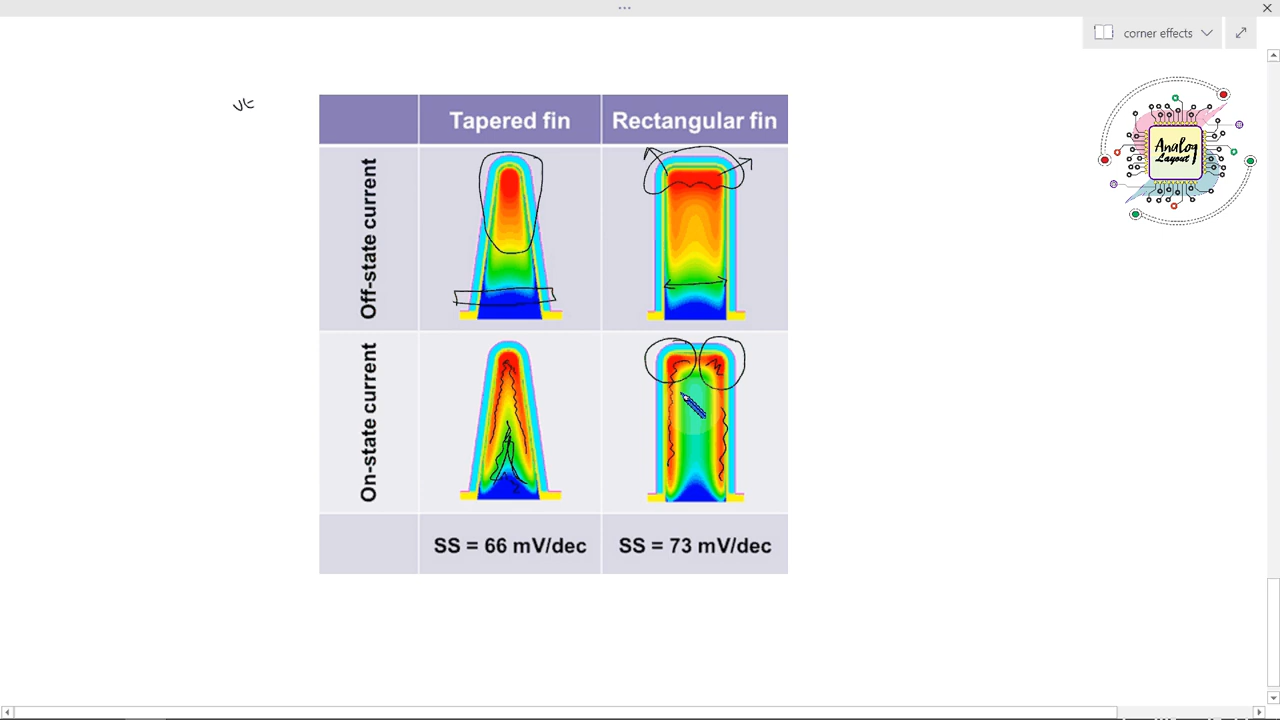 corner effects
Analog
Layout
Tapered fin
Rectangular fin
Off-state current
On-state current
SS = 66 mV/dec
SS = 73 mV/dec